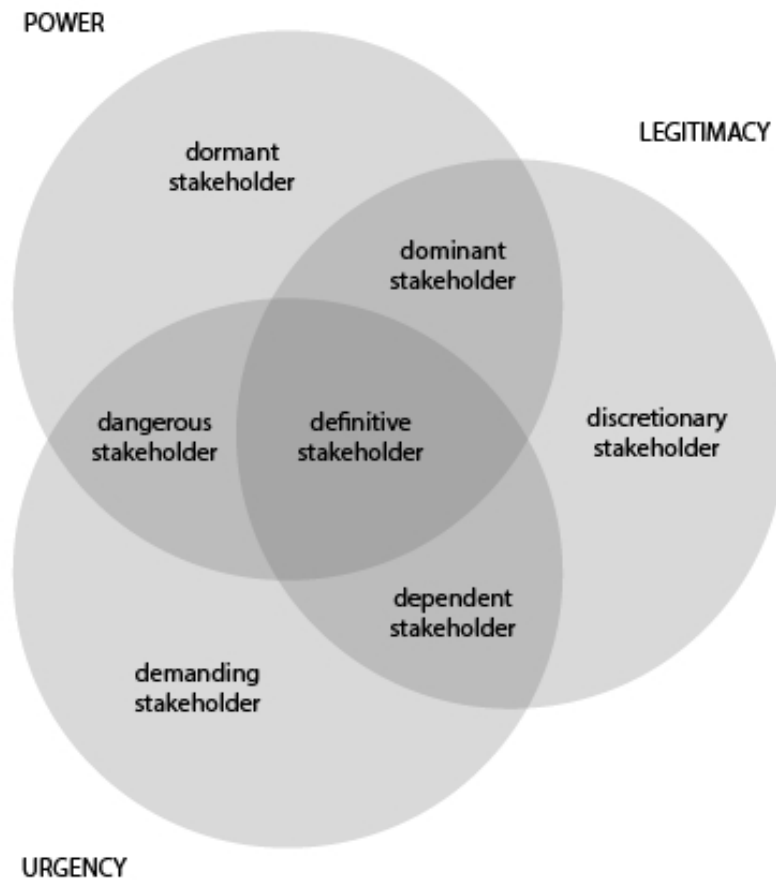 POWER
LEGITIMACY
dormant
stakeholder
dominant
stakeholder
dangerous
stakeholder
definitive
stakeholder
discretionary
stakeholder
dependent
stakeholder
demanding
stakeholder
URGENCY